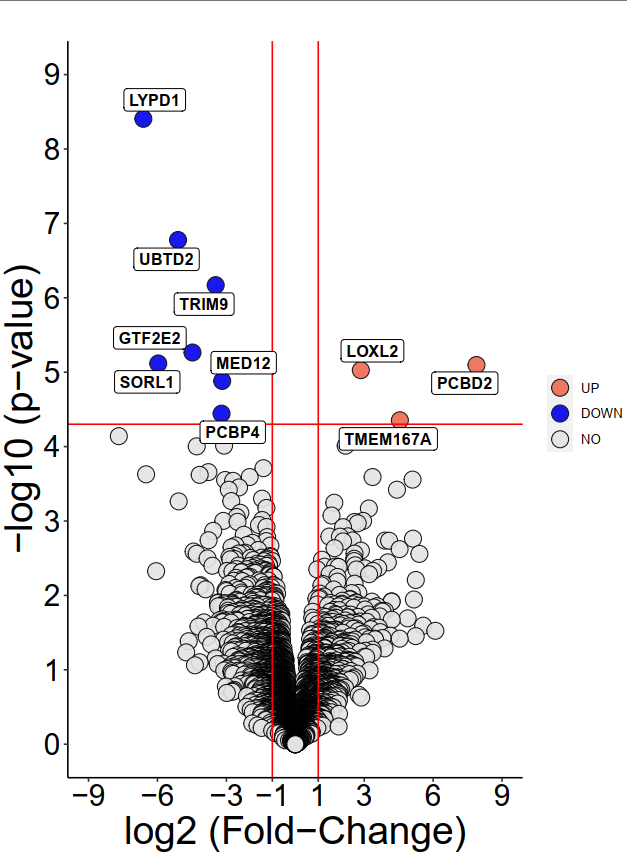 9
8
7
6
5
4
3
2
1
0
−log10 (p−value)
LYPD1
UBTD2
TRIM9
GTF2E2
MED12
SORL1
PCBP4
LOXL2
PCBD2
TMEM167A
UP
DOWN
NO
−9 −6 −3 −1 1 3 6 9
log2 (Fold−Change)